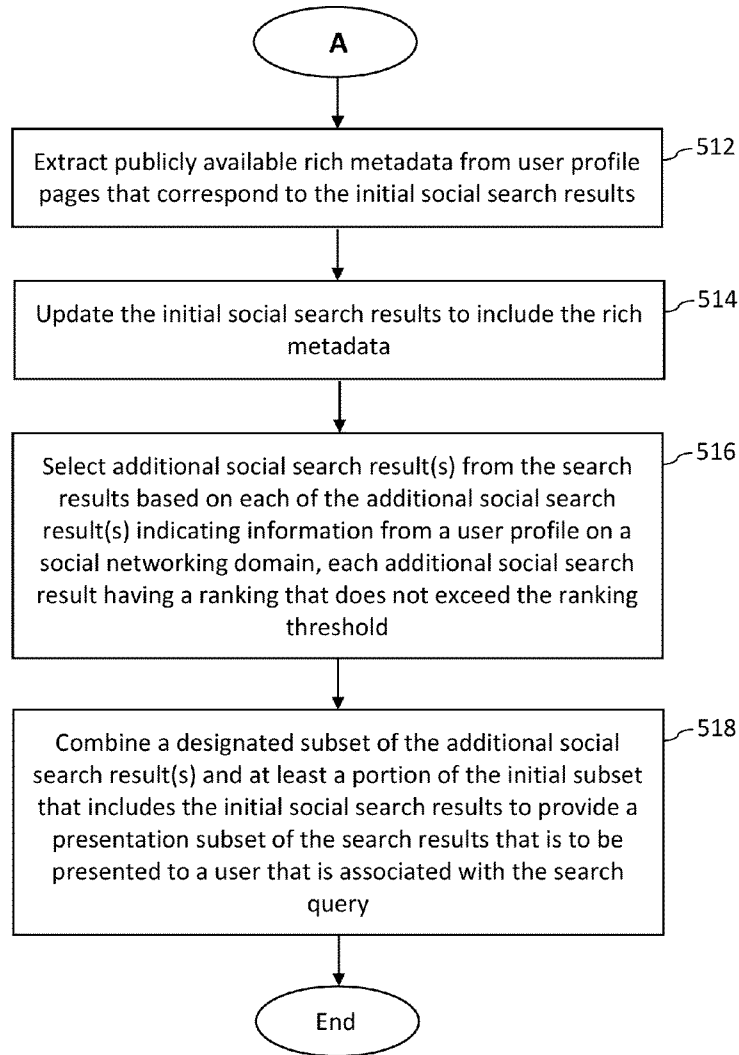 A
512
Extract publicly available rich metadata from user profile
pages that correspond to the initial social search results
514
Update the initial social search results to include the rich
metadata
516
Select additional social search result(s) from the search
results based on each of the additional social search
result(s) indicating information from a user profile on a
social networking domain, each additional social search
result having a ranking that does not exceed the ranking
threshold
518
Combine a designated subset of the additional social
search result(s) and at least a portion of the initial subset
that includes the initial social search results to provide a
presentation subset of the search results that is to be
presented to a user that is associated with the search
query
End